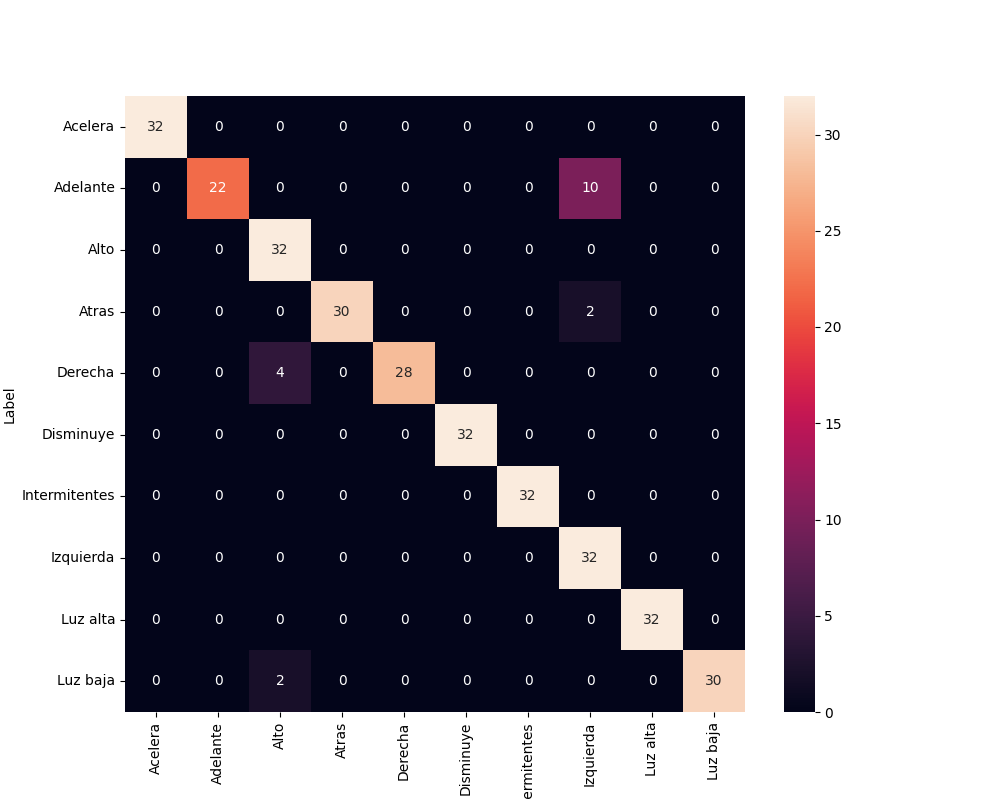 Acelera 32 0 0 0 0 0 0 0 0 0
Adelante 0 22 0 0 0 0 0 10 0 0
Alto 0 0 32 0 0 0 0 0 0 0
Atras 0 0 0 30 0 0 0 2 0 0
Derecha 0 0 4 0 28 0 0 0 0 0
Disminuye 0 0 0 0 0 32 0 0 0 0
Intermitentes 0 0 0 0 0 0 32 0 0 0
Izquierda 0 0 0 0 0 0 0 32 0 0
Luz alta 0 0 0 0 0 0 0 0 32 0
Luz baja 0 0 2 0 0 0 0 0 0 30
Label
Acelera
Adelante
Alto
Atras
Derecha
Disminuye
ermitentes
Izquierda
Luz alta
Luz baja
30
25
20
15
10
5
0